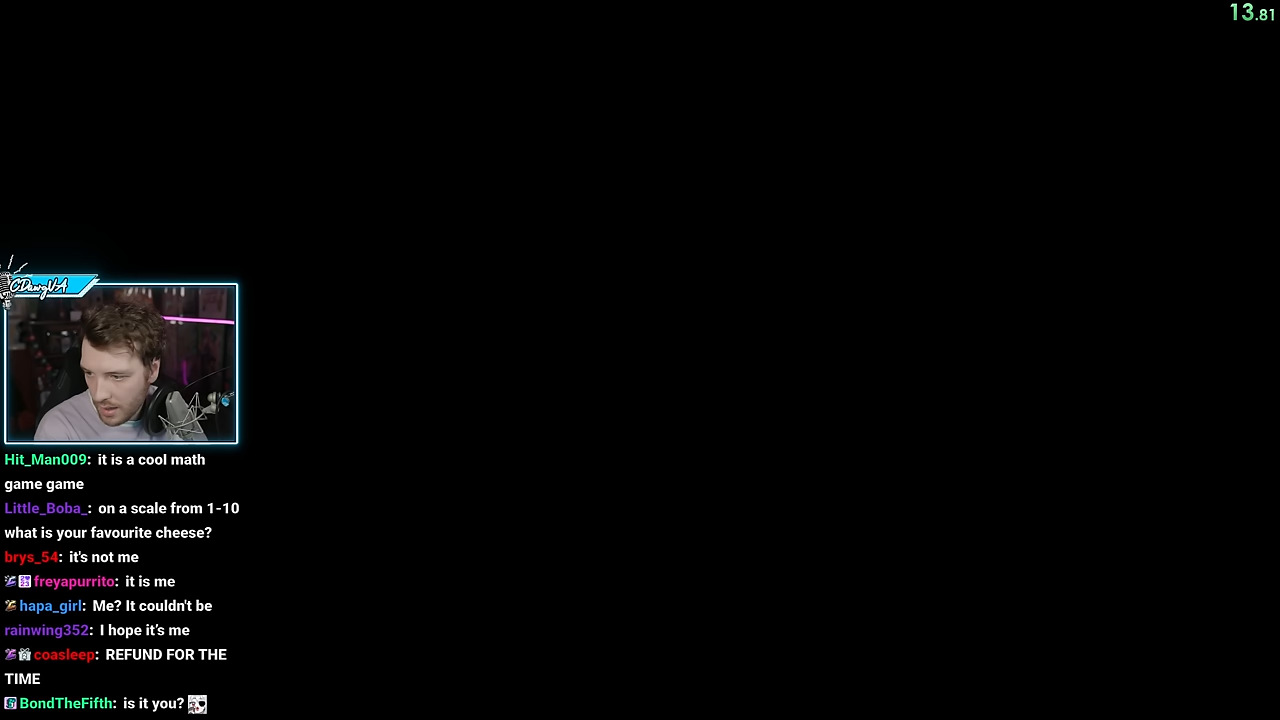 13.81
CDawgVA
Hit_Man009: it is a cool math
game game
Little_Boba_: on a scale from 1-10
what is your favourite cheese?
brys_54: it's not me
freyapurrito: it is me
hapa_girl: Me? It couldn't be
rainwing352: I hope it’s me
coasleep: REFUND FOR THE
TIME
BondTheFifth: is it you?